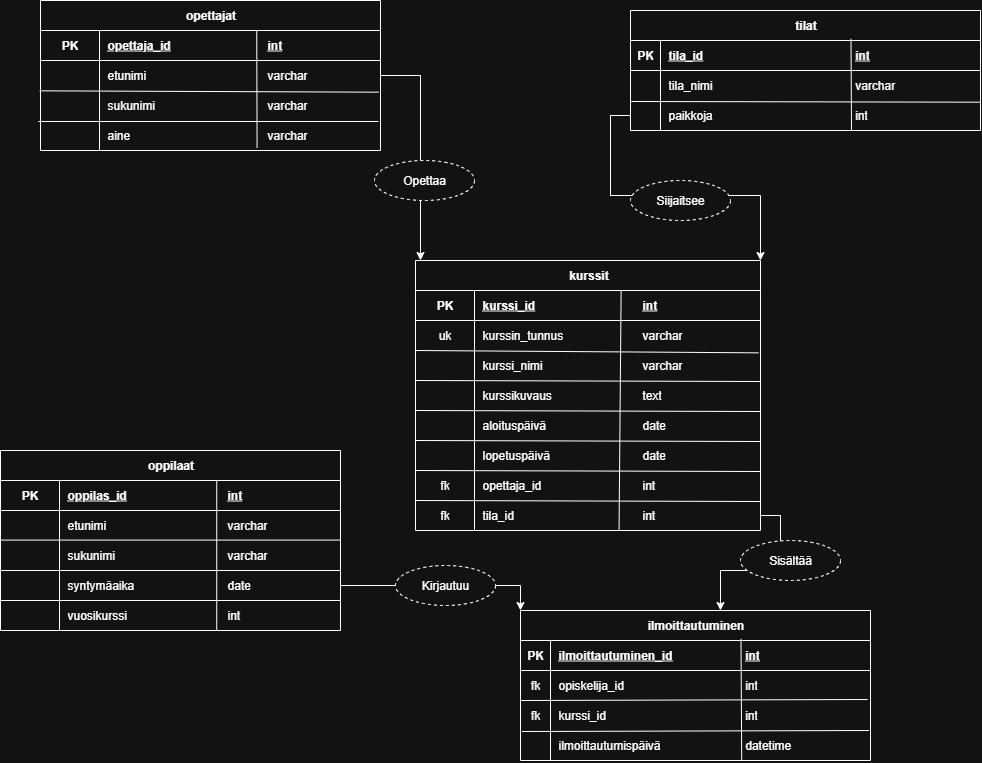 opettajat
PK opettaja_id int
etunimi varchar
sukunimi varchar
aine varchar
tilat
PK tila_id int
tila_nimi varchar
paikkoja int
Opettaa
Siijaitsee
kurssit
PK kurssi_id int
uk kurssin_tunnus varchar
kurssi_nimi varchar
kurssikuvaus text
aloituspäivä date
lopetuspäivä date
fk opettaja_id int
fk tila_id int
oppilaat
PK oppilas_id int
etunimi varchar
sukunimi varchar
syntymäaika date
vuosikurssi int
Kirjautuu
Sisältää
ilmoittautuminen
PK ilmoittautuminen_id int
fk opiskelija_id int
fk kurssi_id int
ilmoittautumispäivä datetime